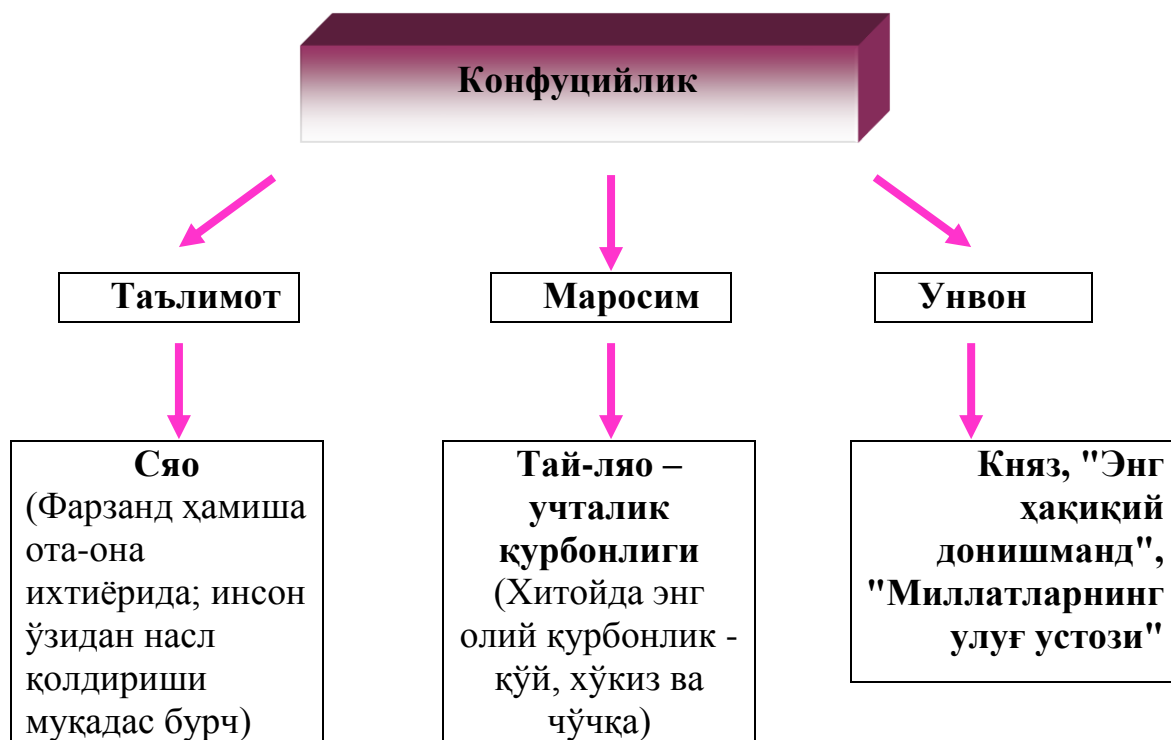 Конфуцийлик
Таълимот
Маросим
Унвон
Сяо
(Фарзанд ҳамиша
ота-она
ихтиёрида; инсон
ўзидан насл
қолдириши
муқадас бурч)
Тай-ляо –
учталик
қурбонлиги
(Хитойда энг
олий қурбонлик -
қўй, хўкиз ва
чўчқа)
Княз, "Энг
ҳақиқий
донишманд",
"Миллатларнинг
улуғ устози"